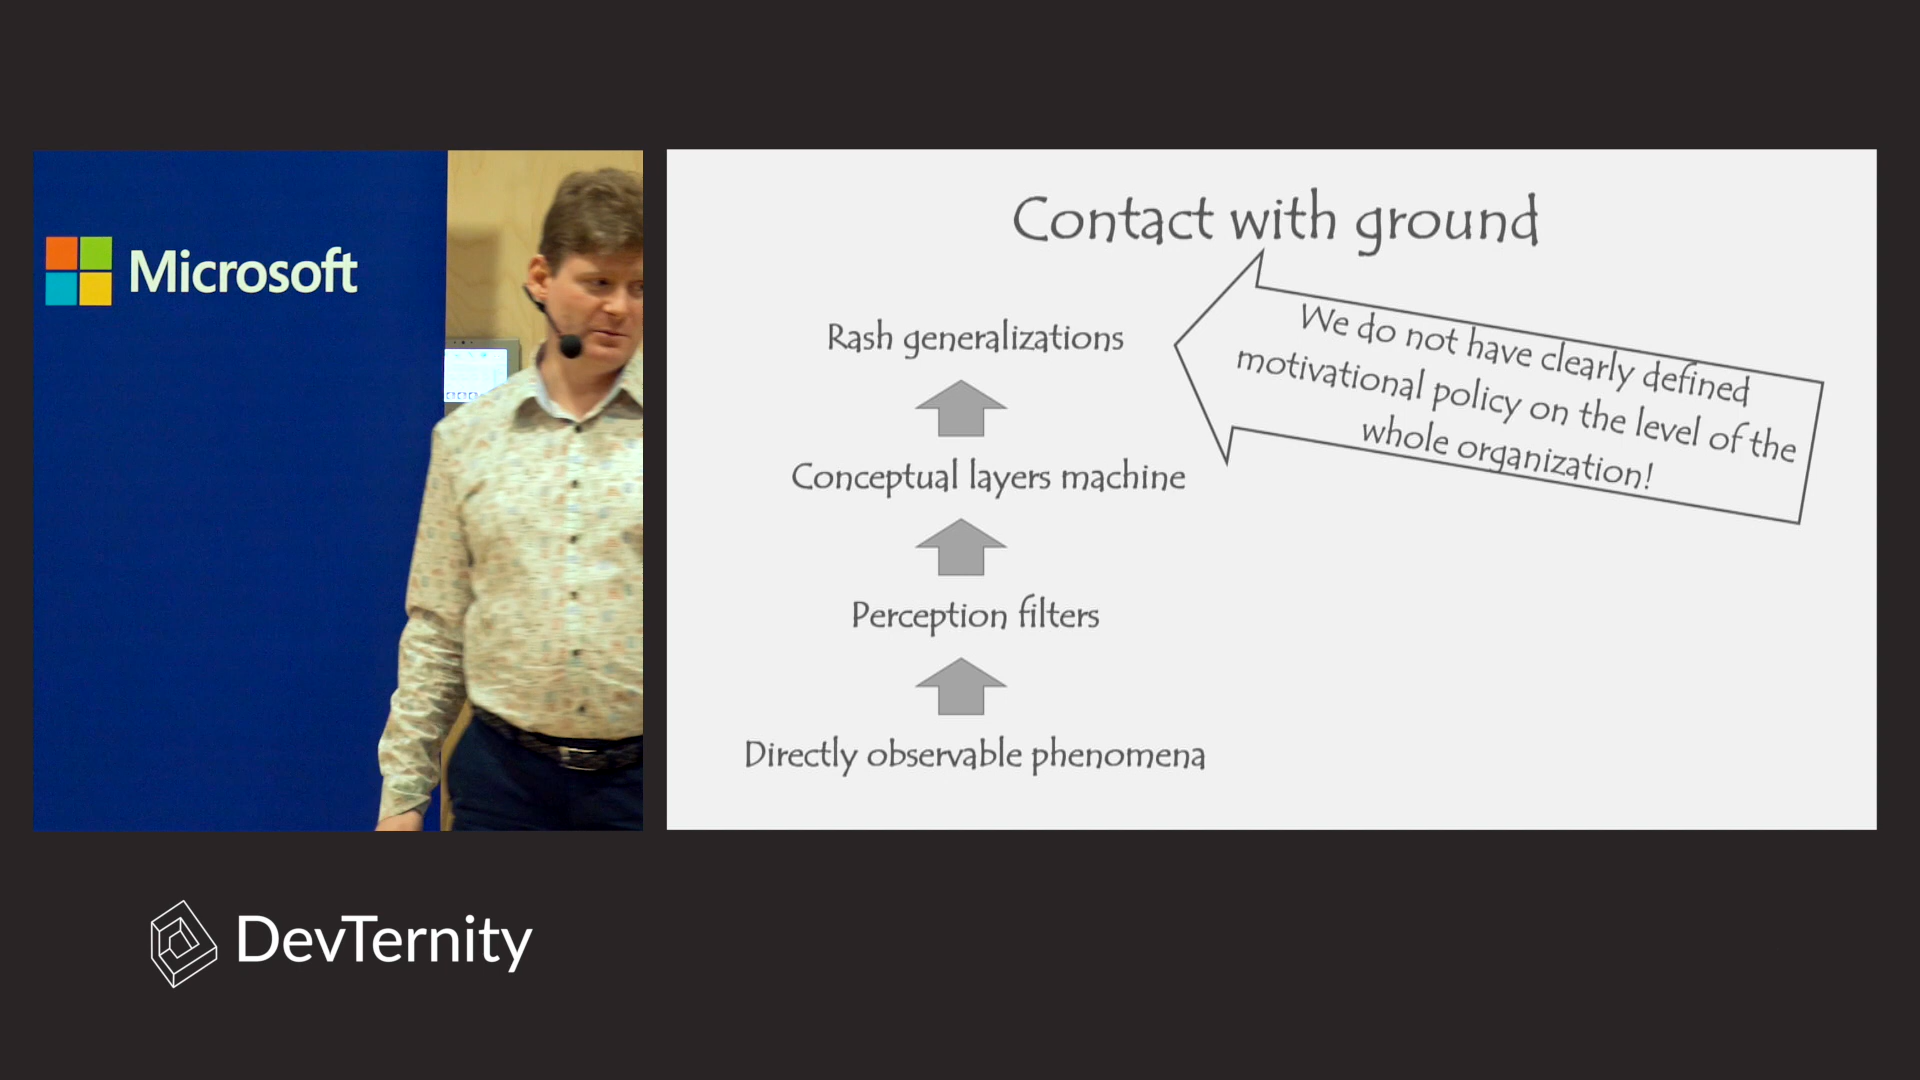 Microsoft
Contact with ground
Rash generalizations
We do not have clearly defined
motivational policy on the level of the
whole organization!
Conceptual layers machine
Perception filters
Directly observable phenomena
DevTernity